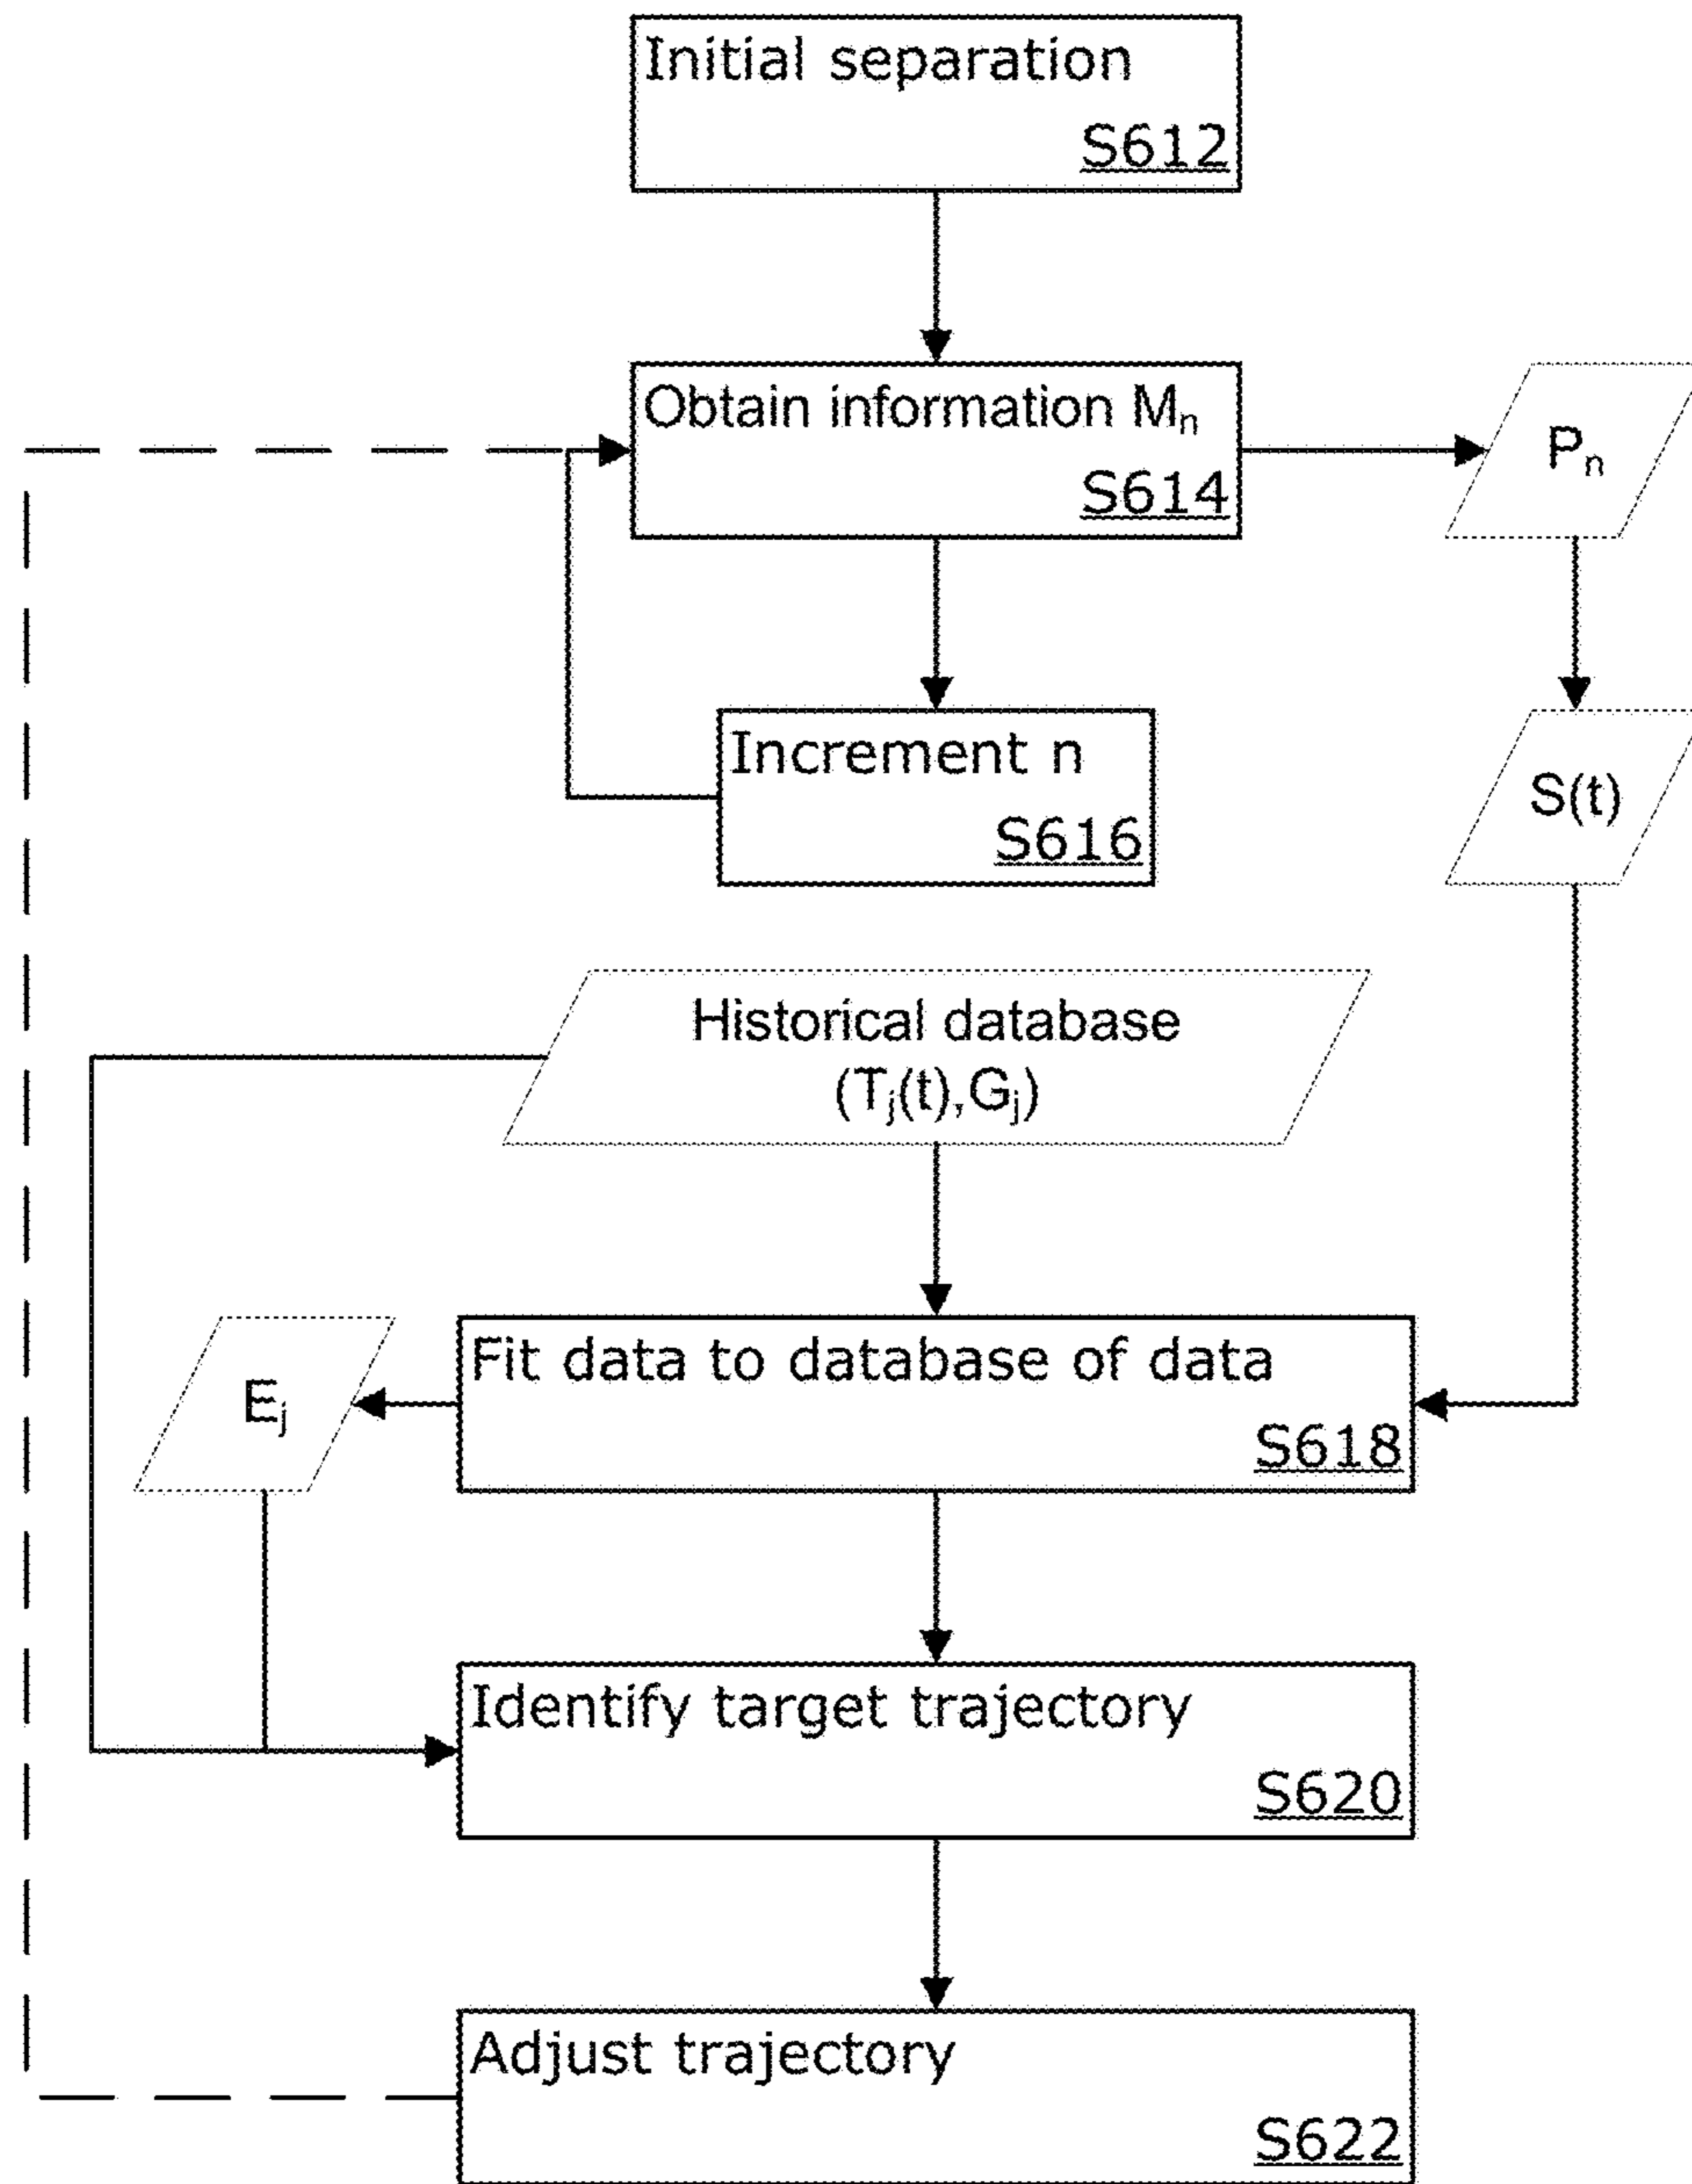 Initial separation
S612
Obtain information Mₙ
S614
Pₙ
Increment n
S616
S(t)
Historical database
(Tⱼ(t),Gⱼ)
Fit data to database of data
S618
Eⱼ
Identify target trajectory
S620
Adjust trajectory
S622